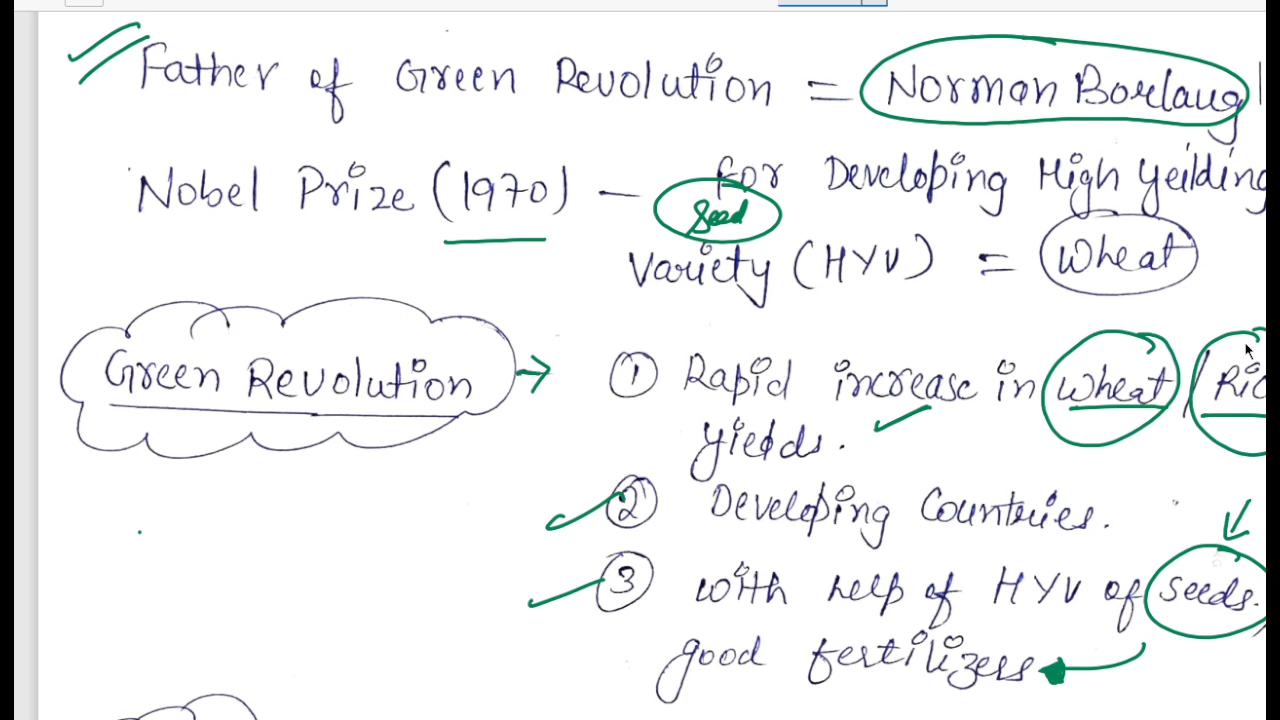 Father of Green Revolution = Norman Borlaug
Nobel Prize (1970) - For Developing High Yeilding
Seed
Variety (HYV) = Wheat
Green Revolution → ① Rapid increase in Wheat / Ric
yields.
② Developing Countries.
③ With help of HYV of Seeds.,
good fertilizers